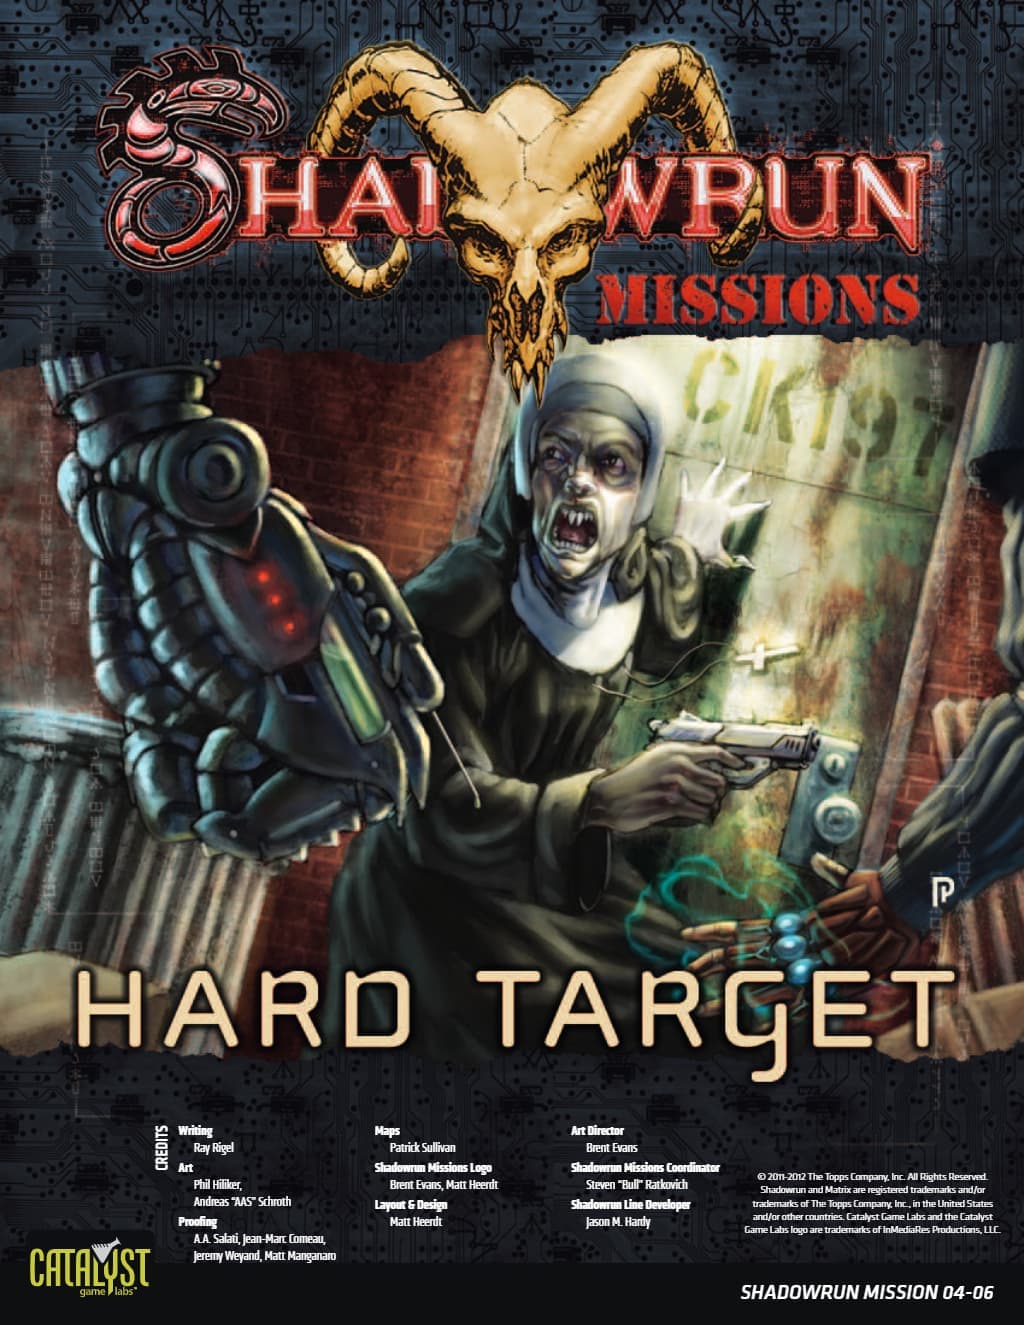 SHADOWRUN
MISSIONS
CK197
HARD TARGET
CREDITS
Writing
Ray Rigel
Art
Phil Hiliker,
Andreas "AAS" Schroth
Proofing
A.A. Salati, Jean-Marc Comeau,
Jeremy Weyand, Matt Manganaro
Maps
Patrick Sullivan
Shadowrun Missions Logo
Brent Evans, Matt Heerdt
Layout & Design
Matt Heerdt
Art Director
Brent Evans
Shadowrun Missions Coordinator
Steven "Bull" Ratkovich
Shadowrun Line Developer
Jason M. Hardy
© 2011-2012 The Topps Company, Inc. All Rights Reserved.
Shadowrun and Matrix are registered trademarks and/or
trademarks of The Topps Company, Inc., in the United States
and/or other countries. Catalyst Game Labs and the Catalyst
Game Labs logo are trademarks of InMediaRes Productions, LLC.
CATALYST
game labs
SHADOWRUN MISSION 04-06